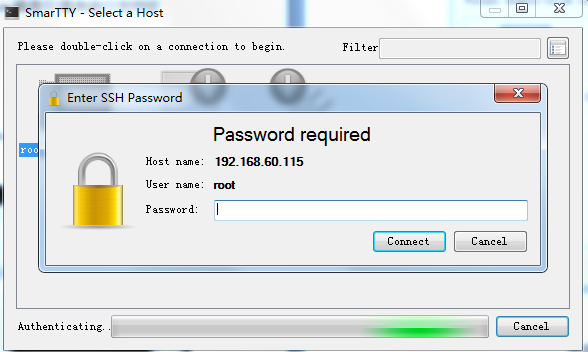 SmarTTY - Select a Host
Please double-click on a connection to begin.
Filter
Enter SSH Password
Password required
Host name: 192.168.60.115
User name: root
Password:
Connect
Cancel
Authenticating..
Cancel